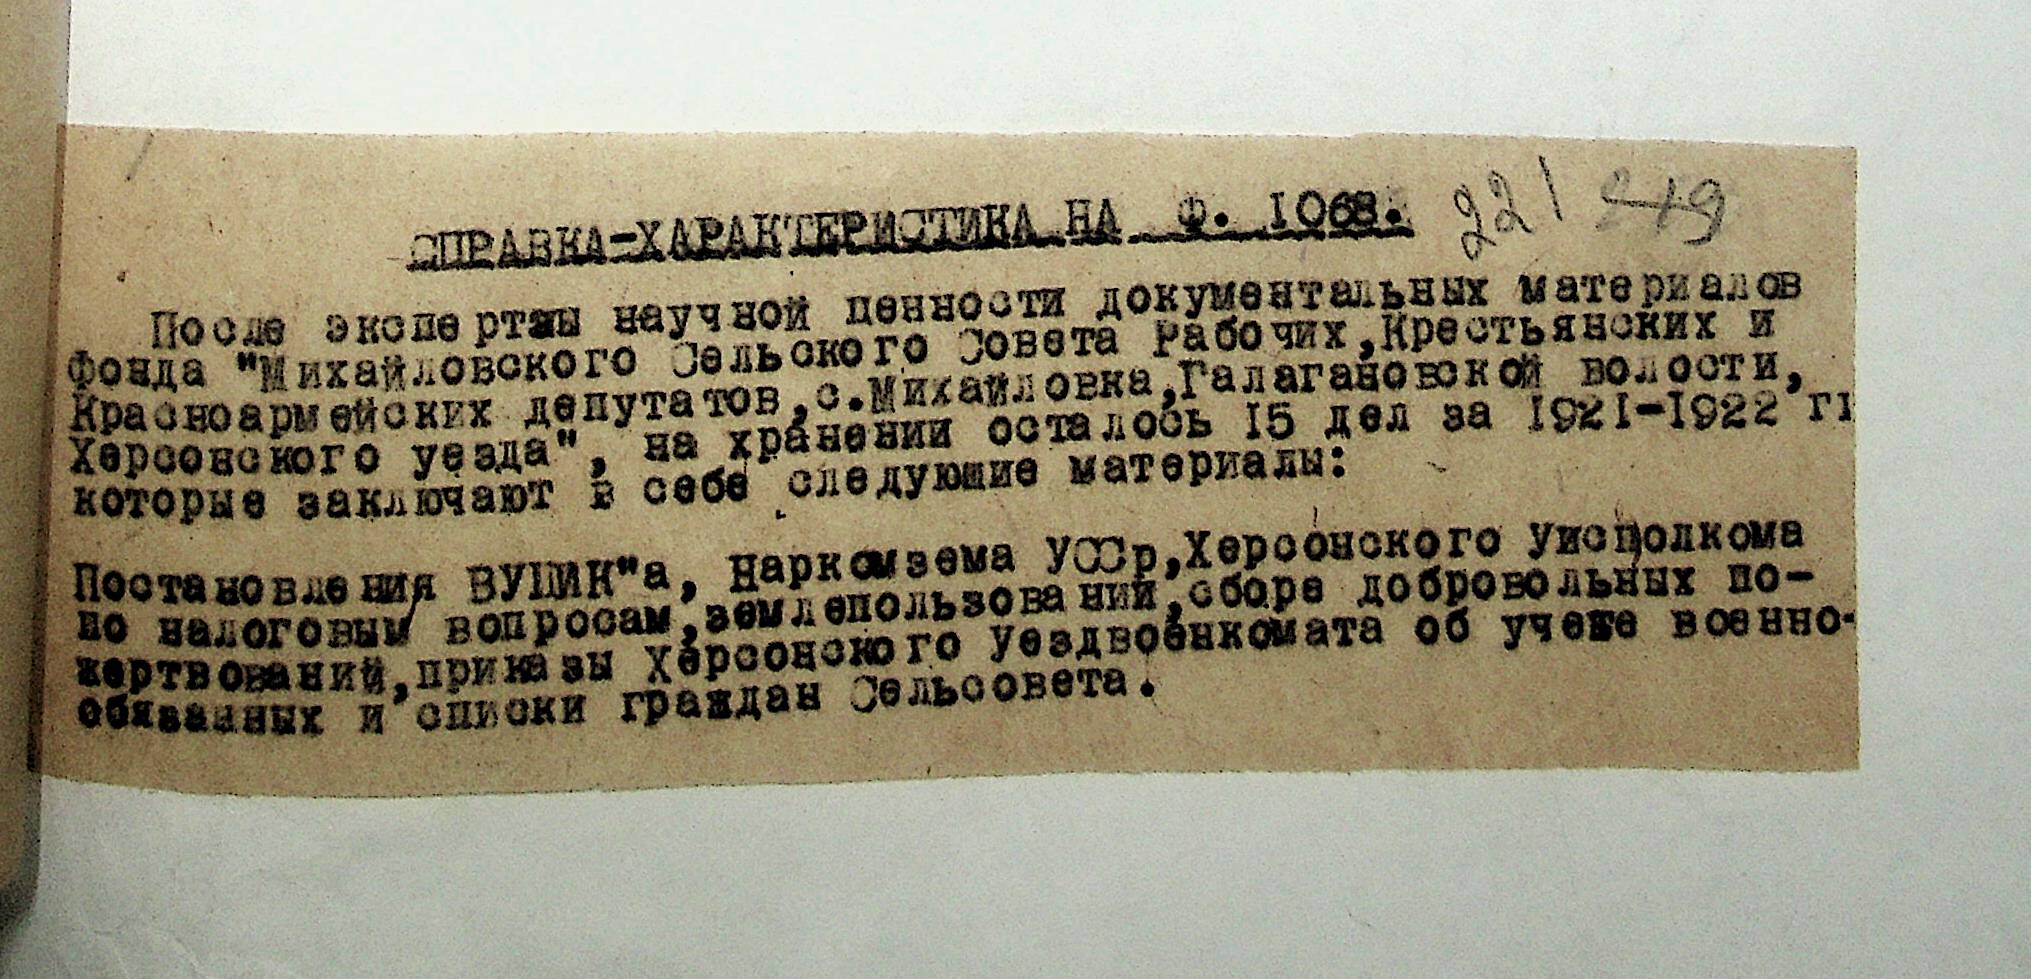 СПРАВКА-ХАРАКТЕРИСТИКА НА Ф. 1068. 221 219
После экспертзы научной ценности документальных материалов
Фонда "Михайловского Сельского Совета Рабочих,Крестьянских и
Красноармейских депутатов,с.Михайловка,Галагановской волости,
Херсонского уезда", на хранении осталось 15 дел за 1921-1922 гг
которые заключают в себе следующие материалы:
Постановления ВУЦИК"а, Наркомзема УССр,Херсонского Уисполкома
по налоговым вопросам,землепользований,сборе добровольных по-
жертвований,приказы Херсонского Уездвоенкомата об учете военно-
обязанных и списки граждан Сельсовета.